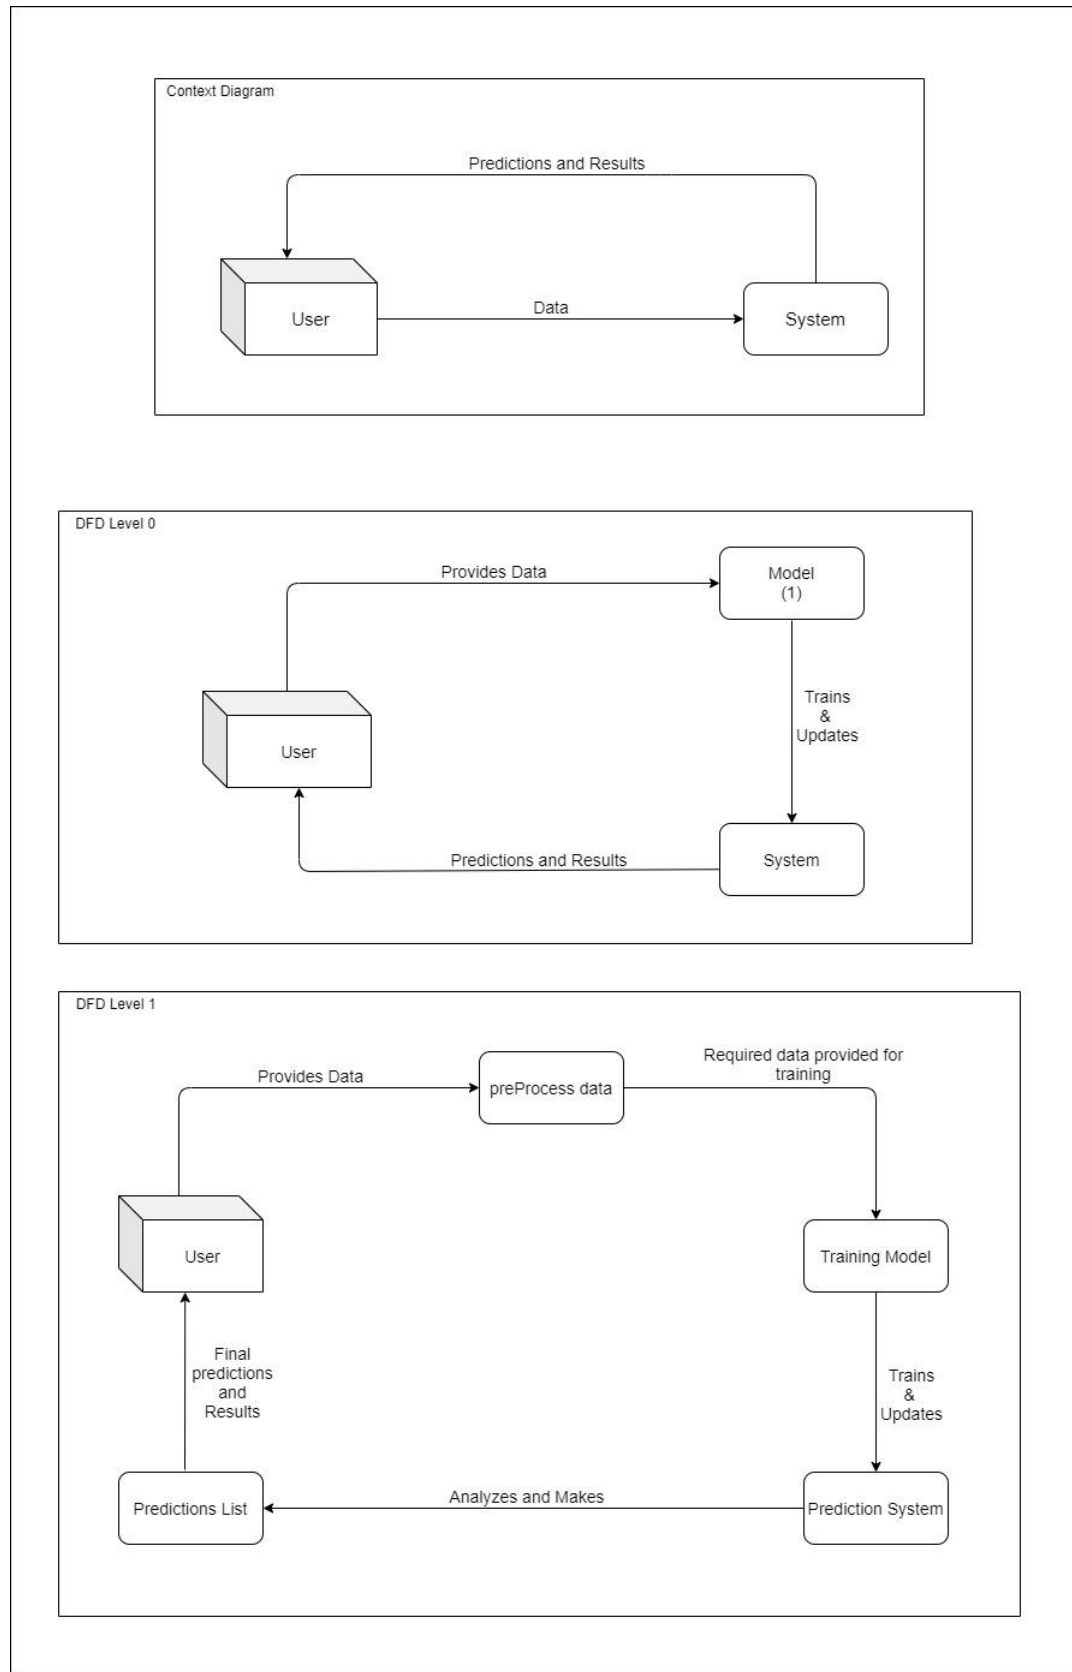 Context Diagram
Predictions and Results
User
Data
System
DFD Level 0
Provides Data
Model
(1)
Trains
&
Updates
User
Predictions and Results
System
DFD Level 1
Provides Data
preProcess data
Required data provided for
training
User
Training Model
Final
predictions
and
Results
Trains
&
Updates
Predictions List
Analyzes and Makes
Prediction System